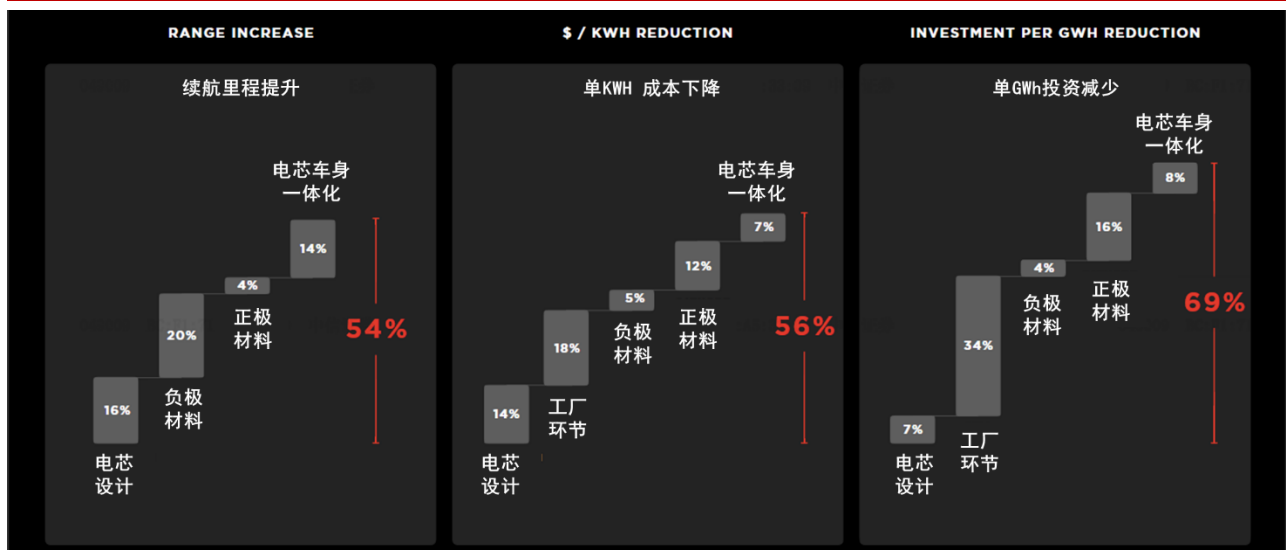 RANGE INCREASE
$ / KWH REDUCTION
INVESTMENT PER GWH REDUCTION
续航里程提升
电芯车身
一体化
14%
4%
正极
材料
20%
负极
材料
16%
电芯
设计
54%
单KWH 成本下降
电芯车身
一体化
7%
12%
正极
材料
5%
负极
材料
18%
工厂
环节
14%
电芯
设计
56%
单GWh投资减少
电芯车身
一体化
8%
16%
正极
材料
4%
负极
材料
34%
工厂
环节
7%
电芯
设计
69%